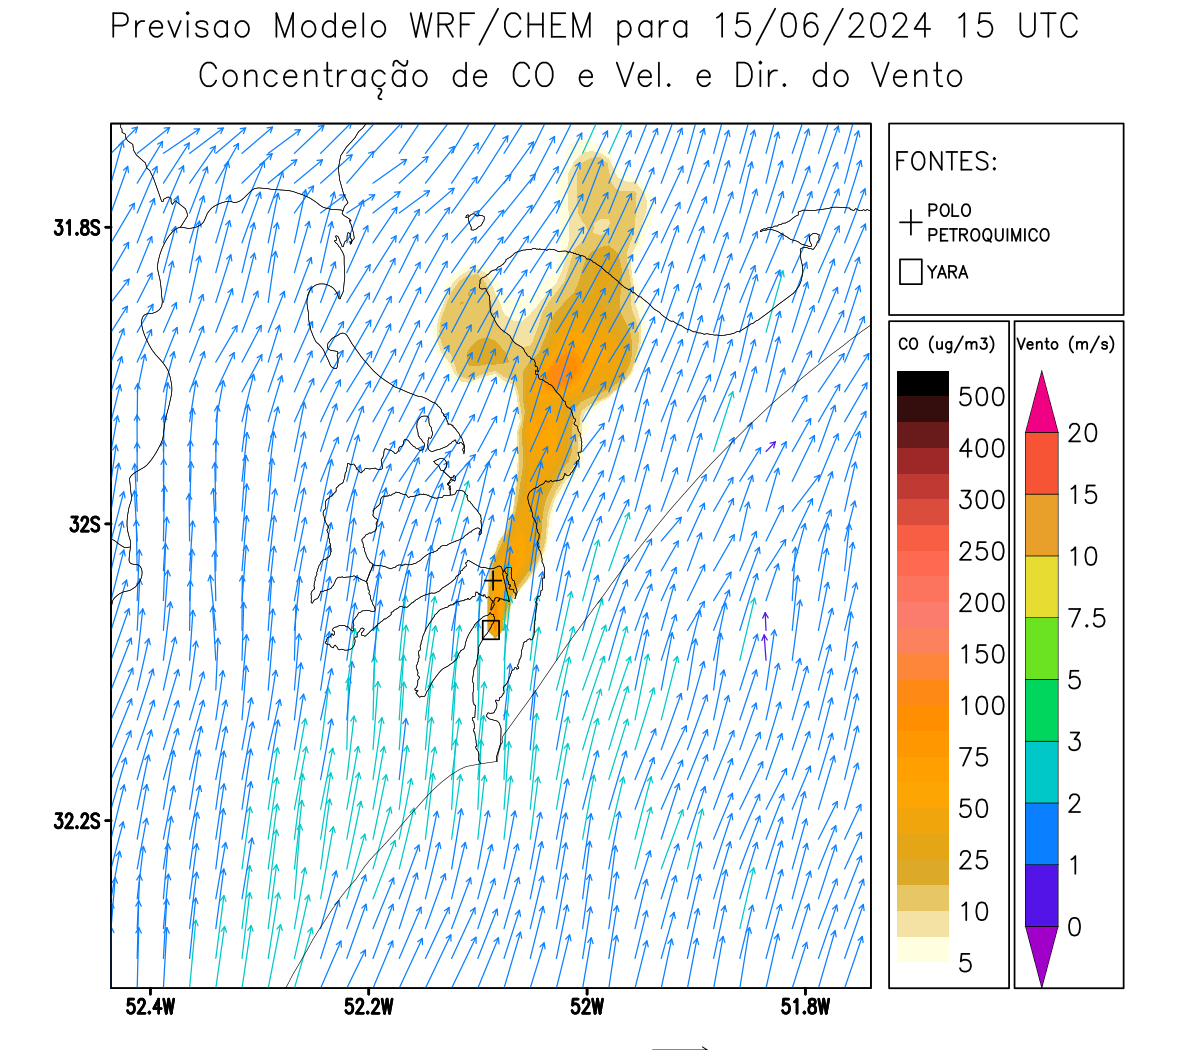 Previsao Modelo WRF/CHEM para 15/06/2024 15 UTC
Concentração de CO e Vel. e Dir. do Vento
FONTES:
POLO
PETROQUIMICO
YARA
CO (ug/m3)
500
400
300
250
200
150
100
75
50
25
10
5
Vento (m/s)
20
15
10
7.5
5
3
2
1
0
31.8S
32S
32.2S
52.4W
52.2W
52W
51.8W